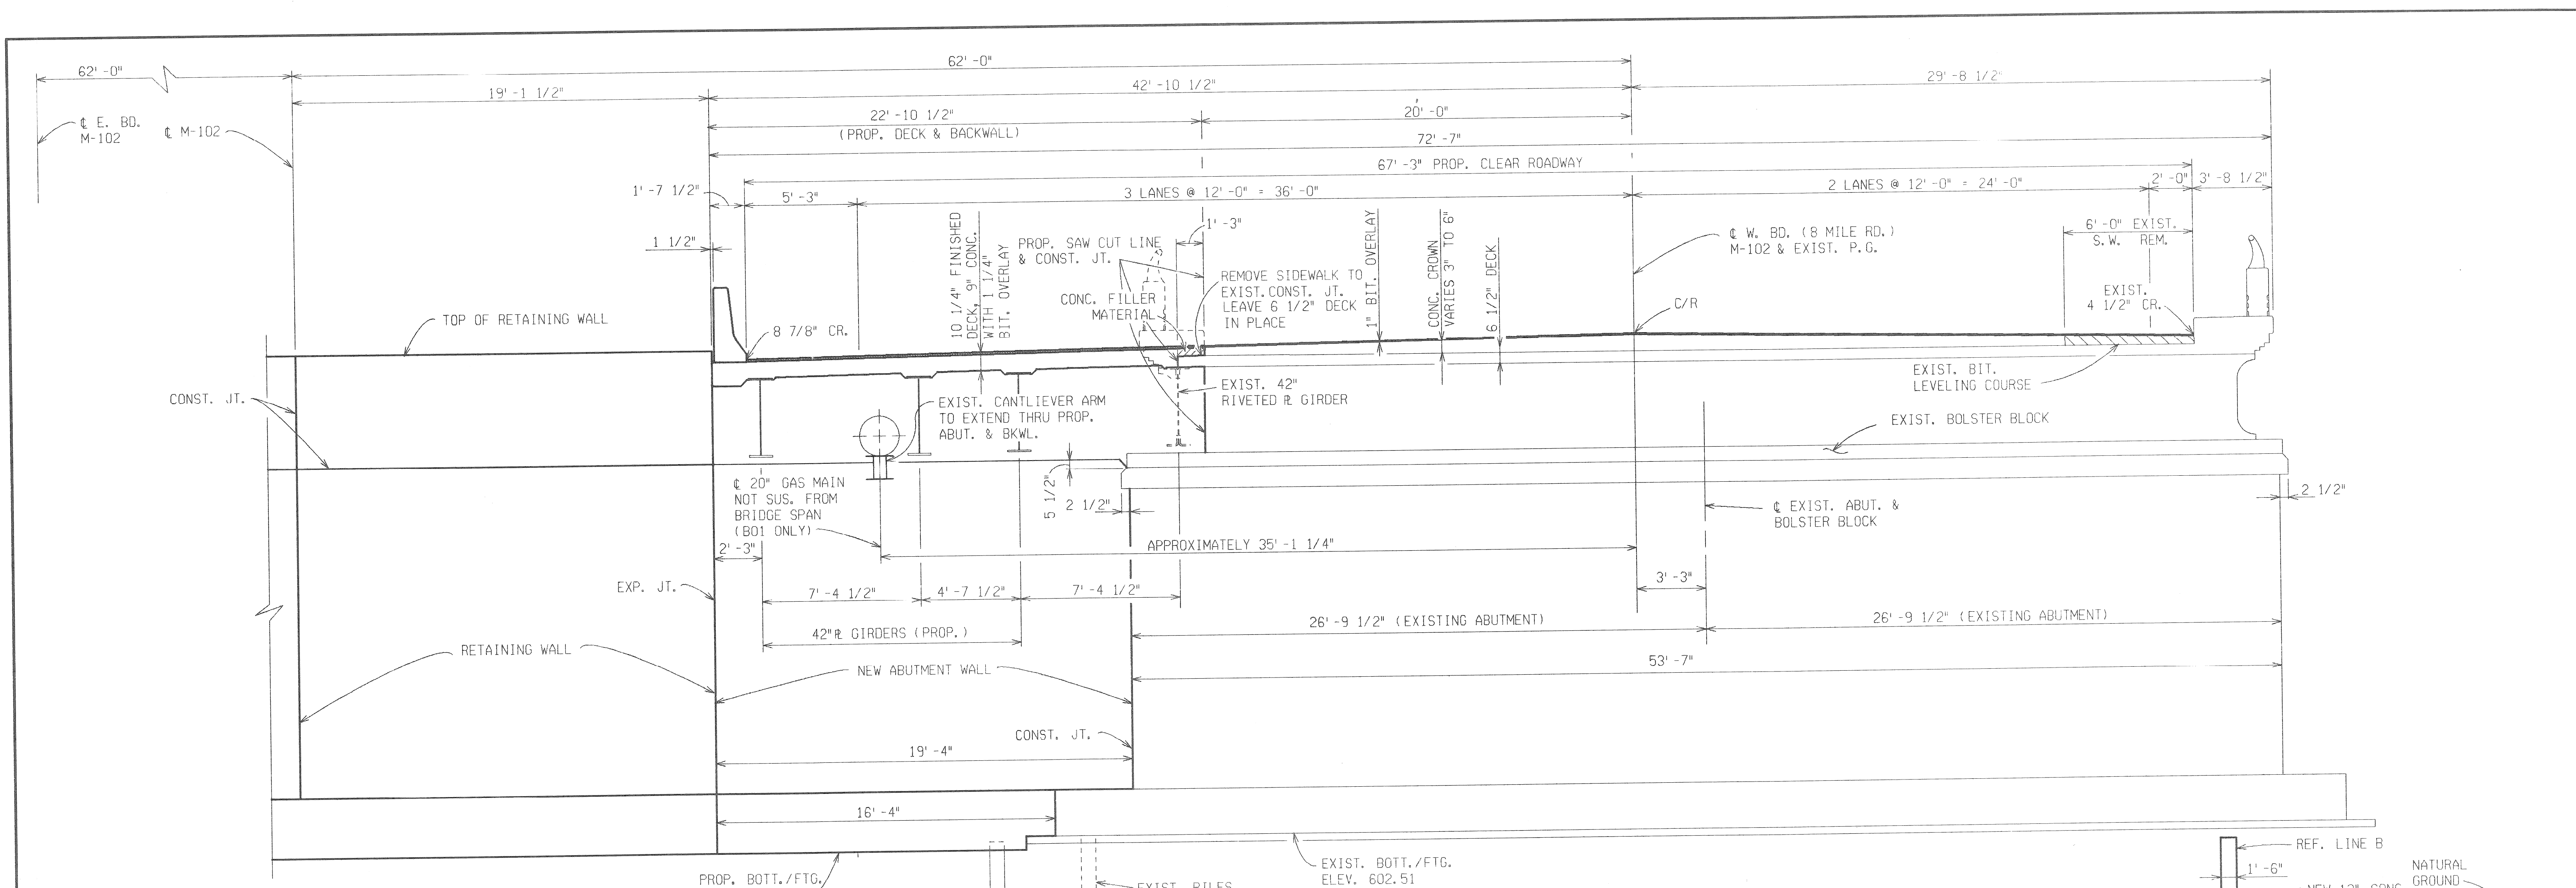 62'-0"
62'-0"
29'-8 1/2"
19'-1 1/2"
42'-10 1/2"
22'-10 1/2"
(PROP. DECK & BACKWALL)
20'-0"
72'-7"
67'-3" PROP. CLEAR ROADWAY
℄ E. BD.
M-102
℄ M-102
1'-7 1/2"
5'-3"
3 LANES @ 12'-0" = 36'-0"
2 LANES @ 12'-0" = 24'-0"
2'-0"
3'-8 1/2"
1 1/2"
10 1/4" FINISHED
DECK, 9" CONC.
WITH 1 1/4"
BIT. OVERLAY
PROP. SAW CUT LINE
& CONST. JT.
1'-3"
REMOVE SIDEWALK TO
EXIST.CONST. JT.
LEAVE 6 1/2" DECK
IN PLACE
CONC. FILLER
MATERIAL
1" BIT. OVERLAY
CONC. CROWN
VARIES 3" TO 6"
6 1/2" DECK
℄ W. BD. (8 MILE RD.)
M-102 & EXIST. P.G.
C/R
6'-0" EXIST.
S.W. REM.
EXIST.
4 1/2" CR.
TOP OF RETAINING WALL
8 7/8" CR.
CONST. JT.
EXIST. CANTLIEVER ARM
TO EXTEND THRU PROP.
ABUT. & BKWL.
EXIST. 42"
RIVETED ⅊ GIRDER
EXIST. BIT.
LEVELING COURSE
EXIST. BOLSTER BLOCK
℄ 20" GAS MAIN
NOT SUS. FROM
BRIDGE SPAN
(B01 ONLY)
5 1/2"
2 1/2"
2 1/2"
℄ EXIST. ABUT. &
BOLSTER BLOCK
2'-3"
APPROXIMATELY 35'-1 1/4"
EXP. JT.
7'-4 1/2"
4'-7 1/2"
7'-4 1/2"
3'-3"
42"⅊ GIRDERS (PROP.)
26'-9 1/2" (EXISTING ABUTMENT)
26'-9 1/2" (EXISTING ABUTMENT)
RETAINING WALL
NEW ABUTMENT WALL
53'-7"
CONST. JT.
19'-4"
16'-4"
PROP. BOTT./FTG.
EXIST. PILES
EXIST. BOTT./FTG.
ELEV. 602.51
REF. LINE B
1'-6"
NATURAL
GROUND